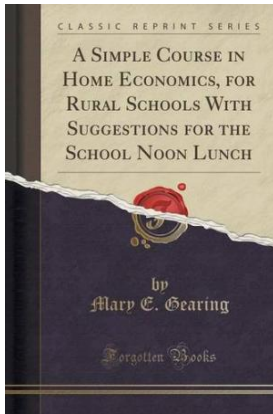 CLASSIC REPRINT SERIES
A SIMPLE COURSE IN
HOME ECONOMICS, FOR
RURAL SCHOOLS WITH
SUGGESTIONS FOR THE
SCHOOL NOON LUNCH
by
Mary E. Gearing
Forgotten Books